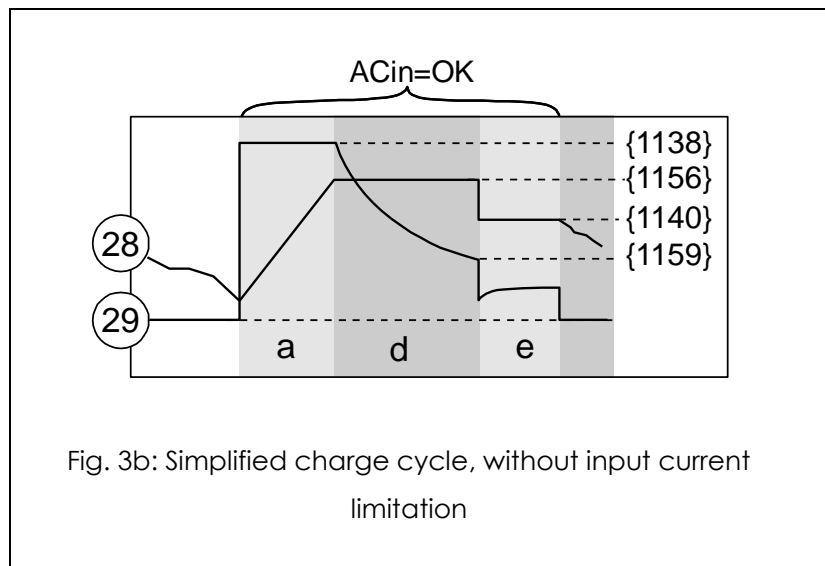 ACin=OK
{1138}
{1156}
{1140}
{1159}
28
29
a
d
e
Fig. 3b: Simplified charge cycle, without input current
limitation